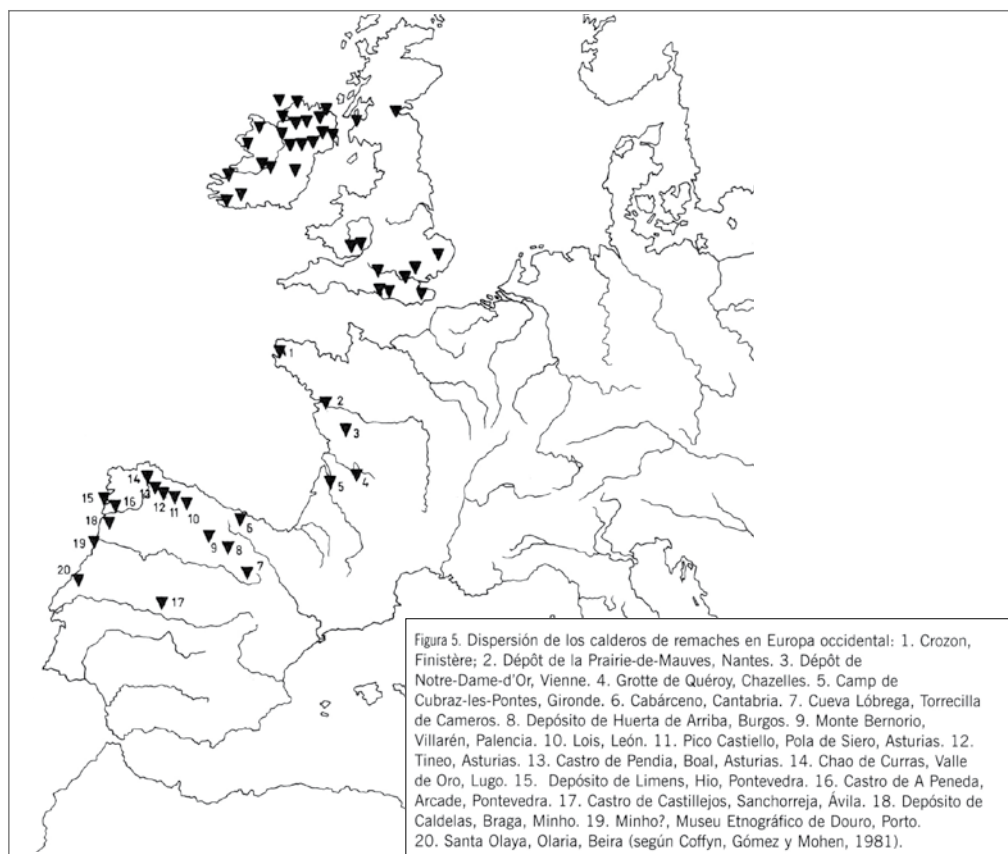 1
2
3
4
5
6
7
8
9
10
11
12
13
14
15
16
17
18
19
20
Figura 5. Dispersión de los calderos de remaches en Europa occidental: 1. Crozon,
Finistère; 2. Dépôt de la Prairie-de-Mauves, Nantes. 3. Dépôt de
Notre-Dame-d'Or, Vienne. 4. Grotte de Quéroy, Chazelles. 5. Camp de
Cubraz-les-Pontes, Gironde. 6. Cabárceno, Cantabria. 7. Cueva Lóbrega, Torrecilla
de Cameros. 8. Depósito de Huerta de Arriba, Burgos. 9. Monte Bernorio,
Villarén, Palencia. 10. Lois, León. 11. Pico Castiello, Pola de Siero, Asturias. 12.
Tineo, Asturias. 13. Castro de Pendia, Boal, Asturias. 14. Chao de Curras, Valle
de Oro, Lugo. 15. Depósito de Limens, Hio, Pontevedra. 16. Castro de A Peneda,
Arcade, Pontevedra. 17. Castro de Castillejos, Sanchorreja, Ávila. 18. Depósito de
Caldelas, Braga, Minho. 19. Minho?, Museu Etnográfico de Douro, Porto.
20. Santa Olaya, Olaria, Beira (según Coffyn, Gómez y Mohen, 1981).